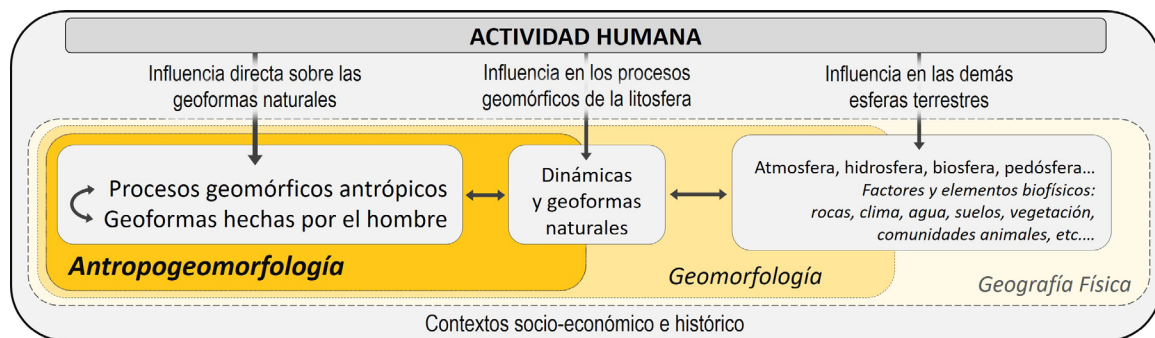 ACTIVIDAD HUMANA
Influencia directa sobre las
geoformas naturales
Influencia en los procesos
geomórficos de la litosfera
Influencia en las demás
esferas terrestres
Procesos geomórficos antrópicos
Geoformas hechas por el hombre
Dinámicas
y geoformas
naturales
Atmosfera, hidrosfera, biosfera, pedósfera...
Factores y elementos biofísicos:
rocas, clima, agua, suelos, vegetación,
comunidades animales, etc....
Antropogeomorfología
Geomorfología
Geografía Física
Contextos socio-económico e histórico